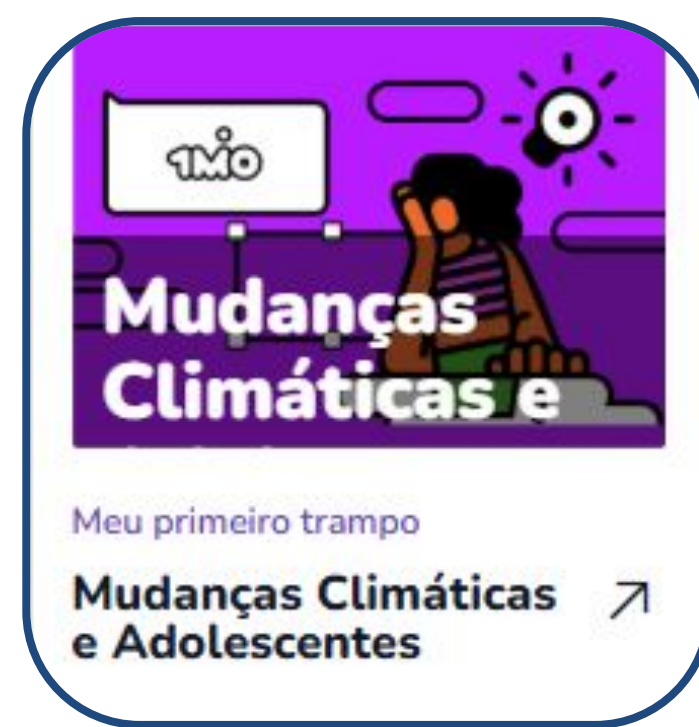 1MiO
Mudanças
Climáticas e
Meu primeiro trampo
Mudanças Climáticas
e Adolescentes